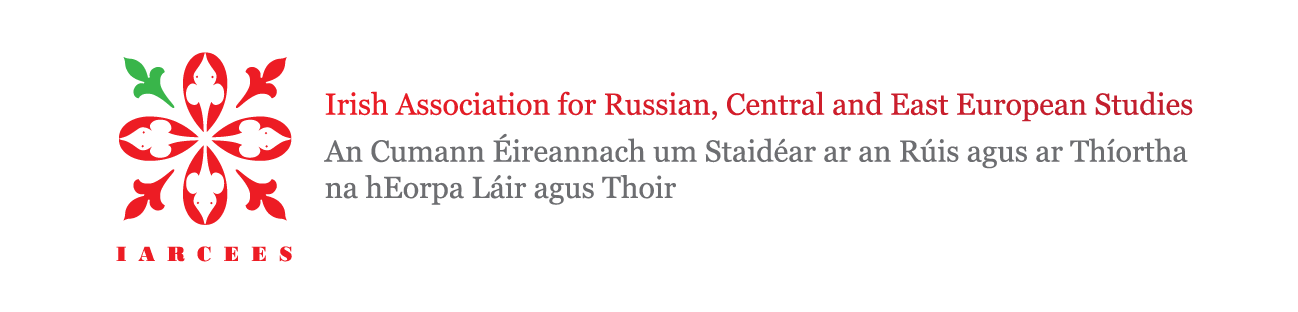 Irish Association for Russian, Central and East European Studies
An Cumann Éireannach um Staidéar ar an Rúis agus ar Thíortha
na hEorpa Láir agus Thoir
IARCEES